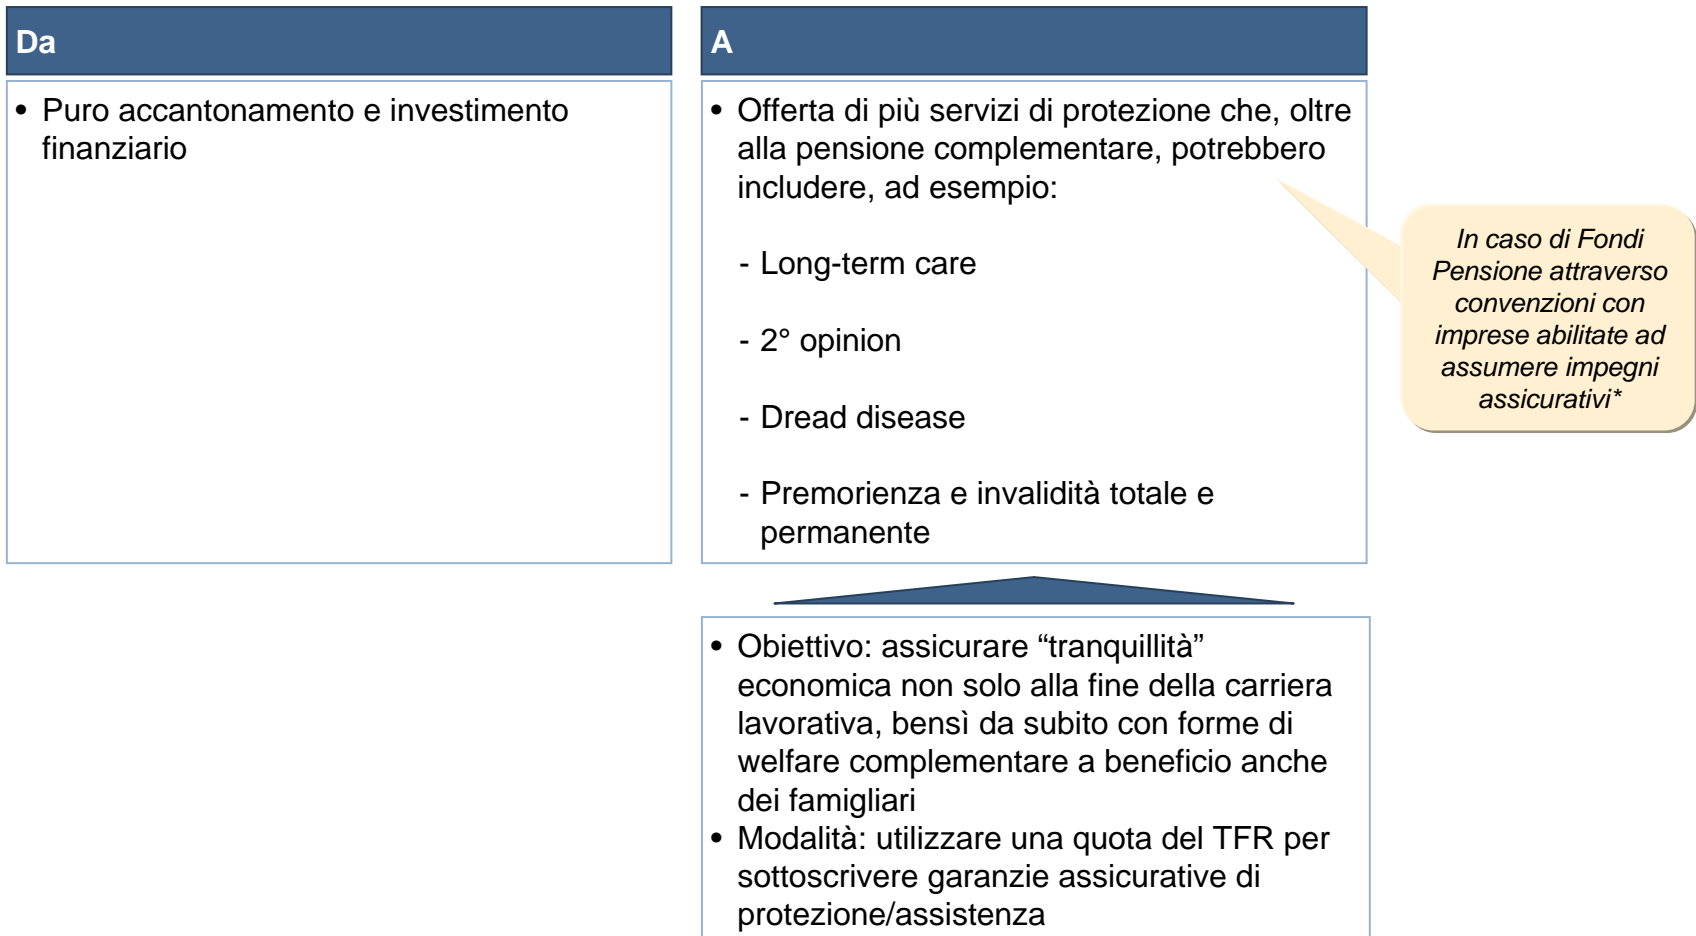 Da
• Puro accantonamento e investimento
finanziario
A
• Offerta di più servizi di protezione che, oltre
alla pensione complementare, potrebbero
includere, ad esempio:
- Long-term care
- 2° opinion
- Dread disease
- Premorienza e invalidità totale e
permanente
In caso di Fondi
Pensione attraverso
convenzioni con
imprese abilitate ad
assumere impegni
assicurativi*
• Obiettivo: assicurare “tranquillità”
economica non solo alla fine della carriera
lavorativa, bensì da subito con forme di
welfare complementare a beneficio anche
dei famigliari
• Modalità: utilizzare una quota del TFR per
sottoscrivere garanzie assicurative di
protezione/assistenza